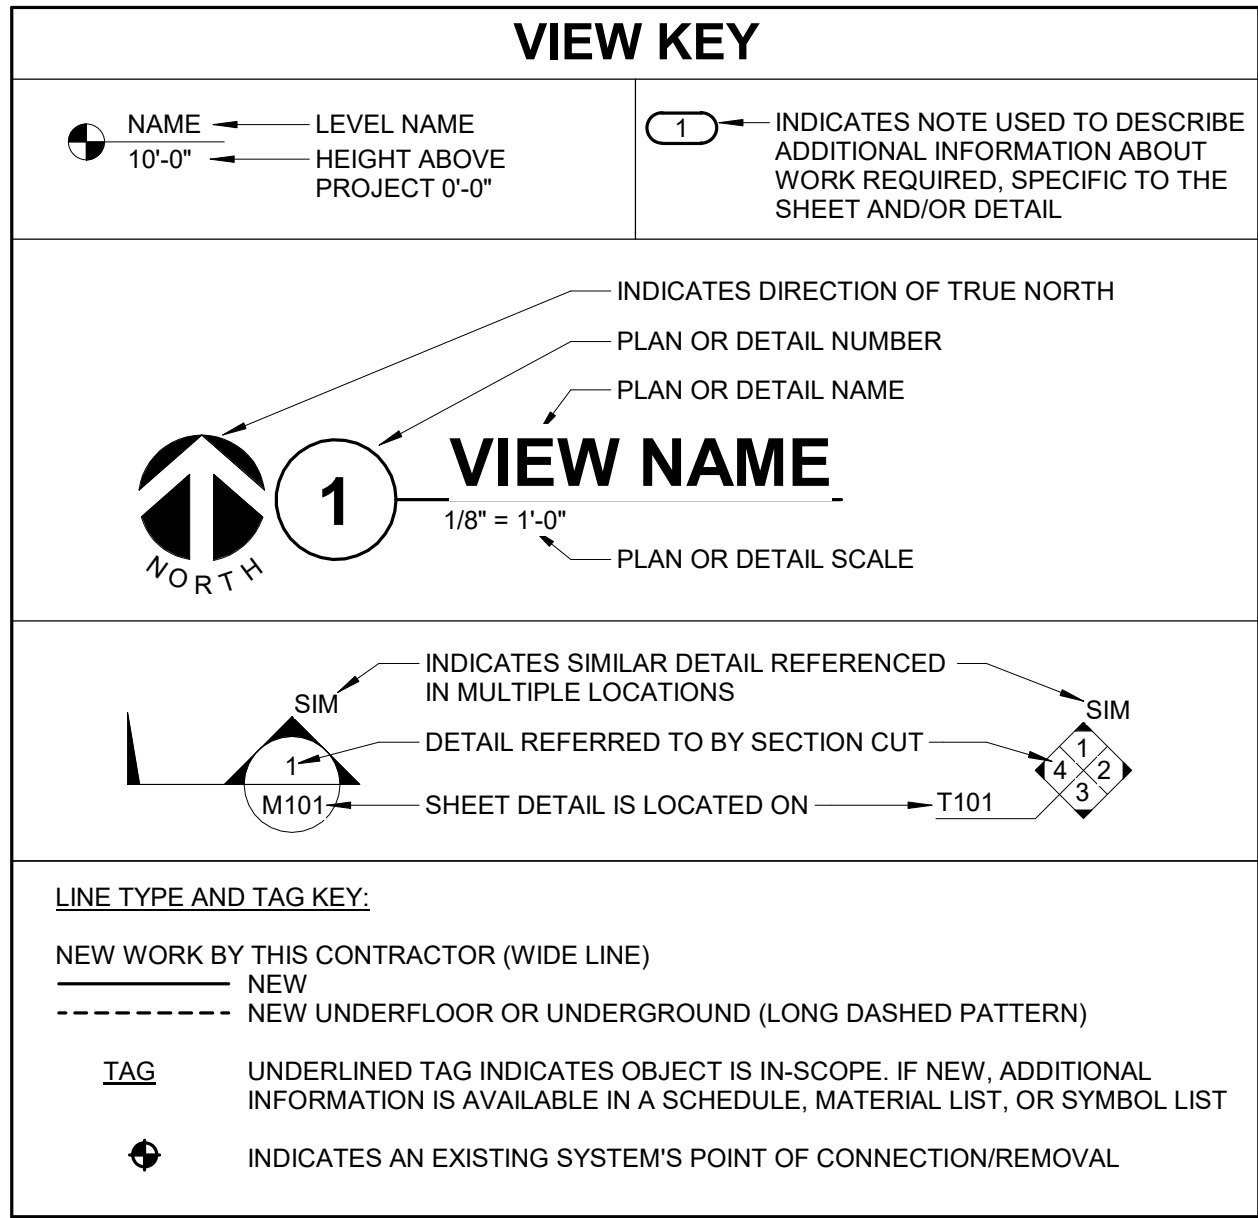 VIEW KEY
NAME
10'-0"
LEVEL NAME
HEIGHT ABOVE
PROJECT 0'-0"
1
INDICATES NOTE USED TO DESCRIBE
ADDITIONAL INFORMATION ABOUT
WORK REQUIRED, SPECIFIC TO THE
SHEET AND/OR DETAIL
INDICATES DIRECTION OF TRUE NORTH
PLAN OR DETAIL NUMBER
PLAN OR DETAIL NAME
NORTH
1
VIEW NAME
1/8" = 1'-0"
PLAN OR DETAIL SCALE
SIM
1
M101
INDICATES SIMILAR DETAIL REFERENCED
IN MULTIPLE LOCATIONS
DETAIL REFERRED TO BY SECTION CUT
SHEET DETAIL IS LOCATED ON
T101
SIM
1
4 2
3
LINE TYPE AND TAG KEY:
NEW WORK BY THIS CONTRACTOR (WIDE LINE)
NEW
NEW UNDERFLOOR OR UNDERGROUND (LONG DASHED PATTERN)
TAG
UNDERLINED TAG INDICATES OBJECT IS IN-SCOPE. IF NEW, ADDITIONAL
INFORMATION IS AVAILABLE IN A SCHEDULE, MATERIAL LIST, OR SYMBOL LIST
INDICATES AN EXISTING SYSTEM'S POINT OF CONNECTION/REMOVAL